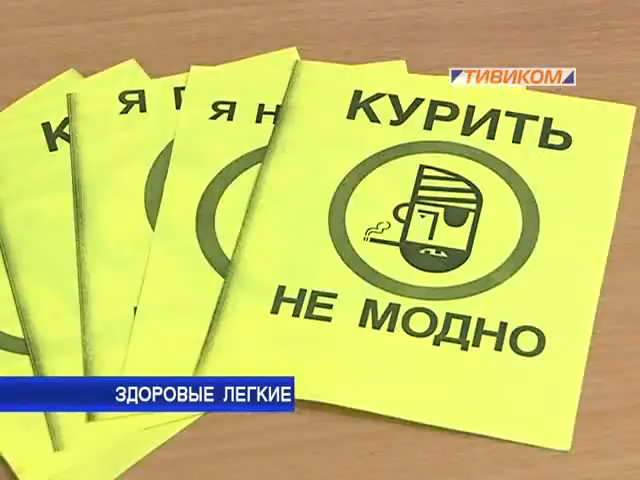 ТИВИКОМ
К
Я П
Я Н
КУРИТЬ
НЕ МОДНО
ЗДОРОВЫЕ ЛЕГКИЕ